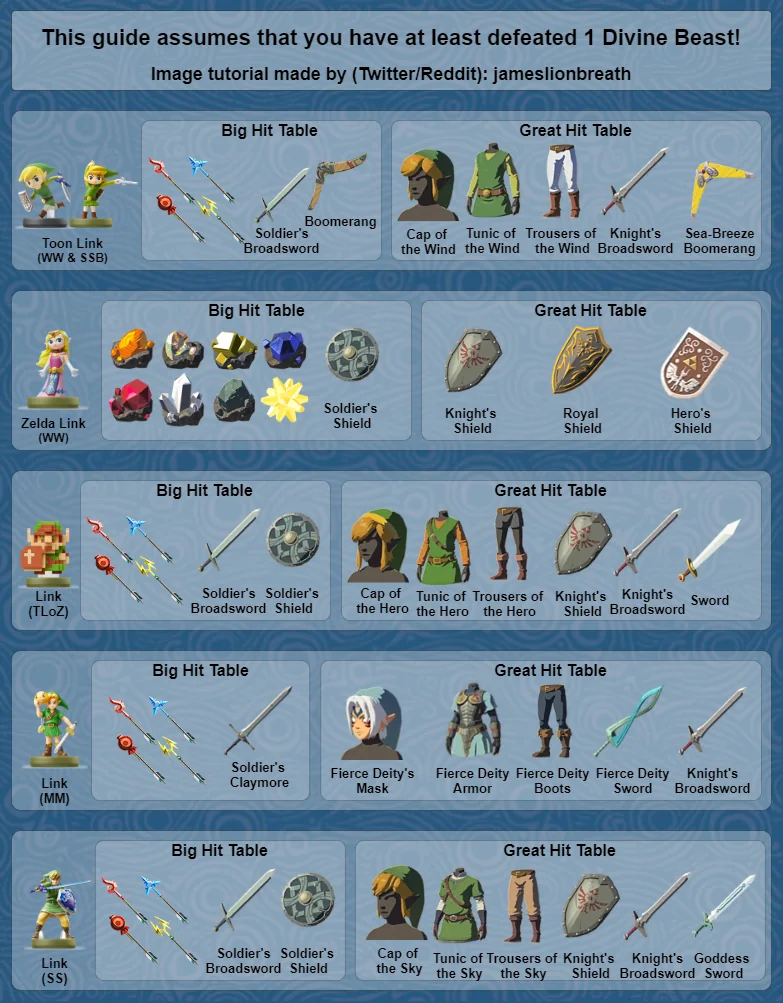 This guide assumes that you have at least defeated 1 Divine Beast!
Image tutorial made by (Twitter/Reddit): jameslionbreath
Toon Link
(WW & SSB)
Big Hit Table
Soldier's
Broadsword
Boomerang
Great Hit Table
Cap of
the Wind
Tunic of
the Wind
Trousers of
the Wind
Knight's
Broadsword
Sea-Breeze
Boomerang
Zelda Link
(WW)
Big Hit Table
Soldier's
Shield
Great Hit Table
Knight's
Shield
Royal
Shield
Hero's
Shield
Link
(TLoZ)
Big Hit Table
Soldier's
Broadsword
Soldier's
Shield
Great Hit Table
Cap of
the Hero
Tunic of
the Hero
Trousers of
the Hero
Knight's
Shield
Knight's
Broadsword
Sword
Link
(MM)
Big Hit Table
Soldier's
Claymore
Great Hit Table
Fierce Deity's
Mask
Fierce Deity
Armor
Fierce Deity
Boots
Fierce Deity
Sword
Knight's
Broadsword
Link
(SS)
Big Hit Table
Soldier's
Broadsword
Soldier's
Shield
Great Hit Table
Cap of
the Sky
Tunic of
the Sky
Trousers of
the Sky
Knight's
Shield
Knight's
Broadsword
Goddess
Sword